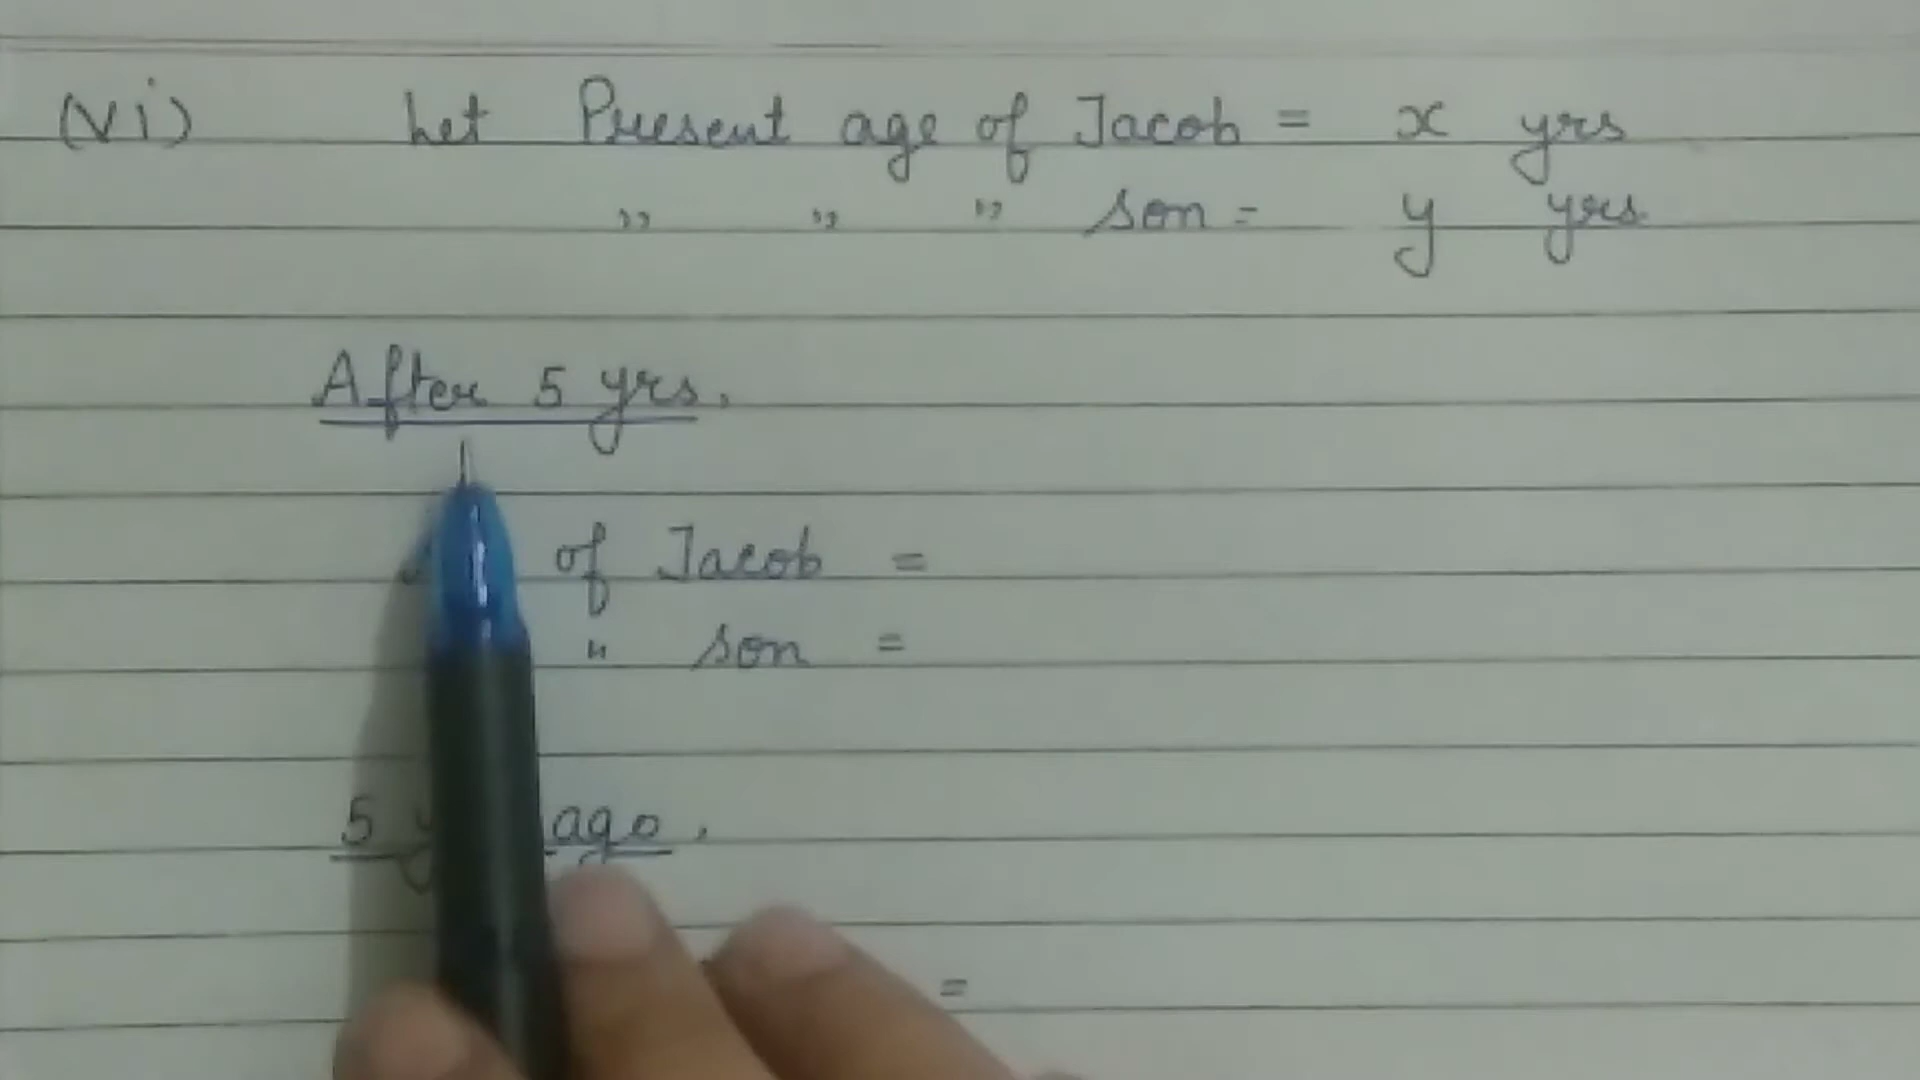 (vi) Let Present age of Jacob = x yrs
" " " son = y yrs.
After 5 yrs.
of Jacob =
" son =
5 ago.
=